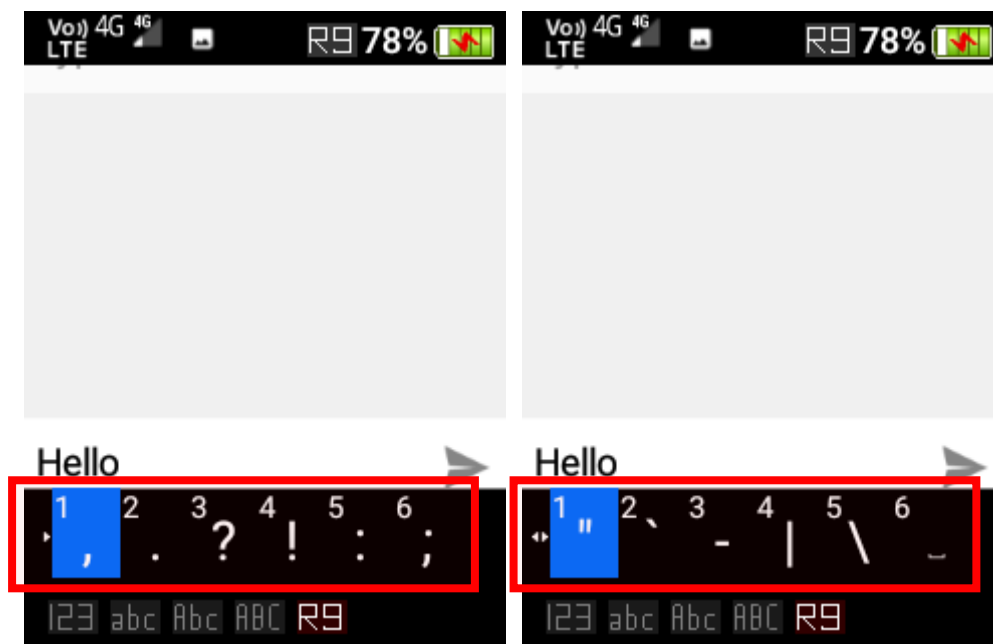 Vo)) 4G 4G R9 78%
LTE
Hello
1 2 3 4 5 6
, . ? ! : ;
123 abc Abc ABC R9
Vo)) 4G 4G R9 78%
LTE
Hello
1 2 3 4 5 6
" ` - | \ ⎵
123 abc Abc ABC R9